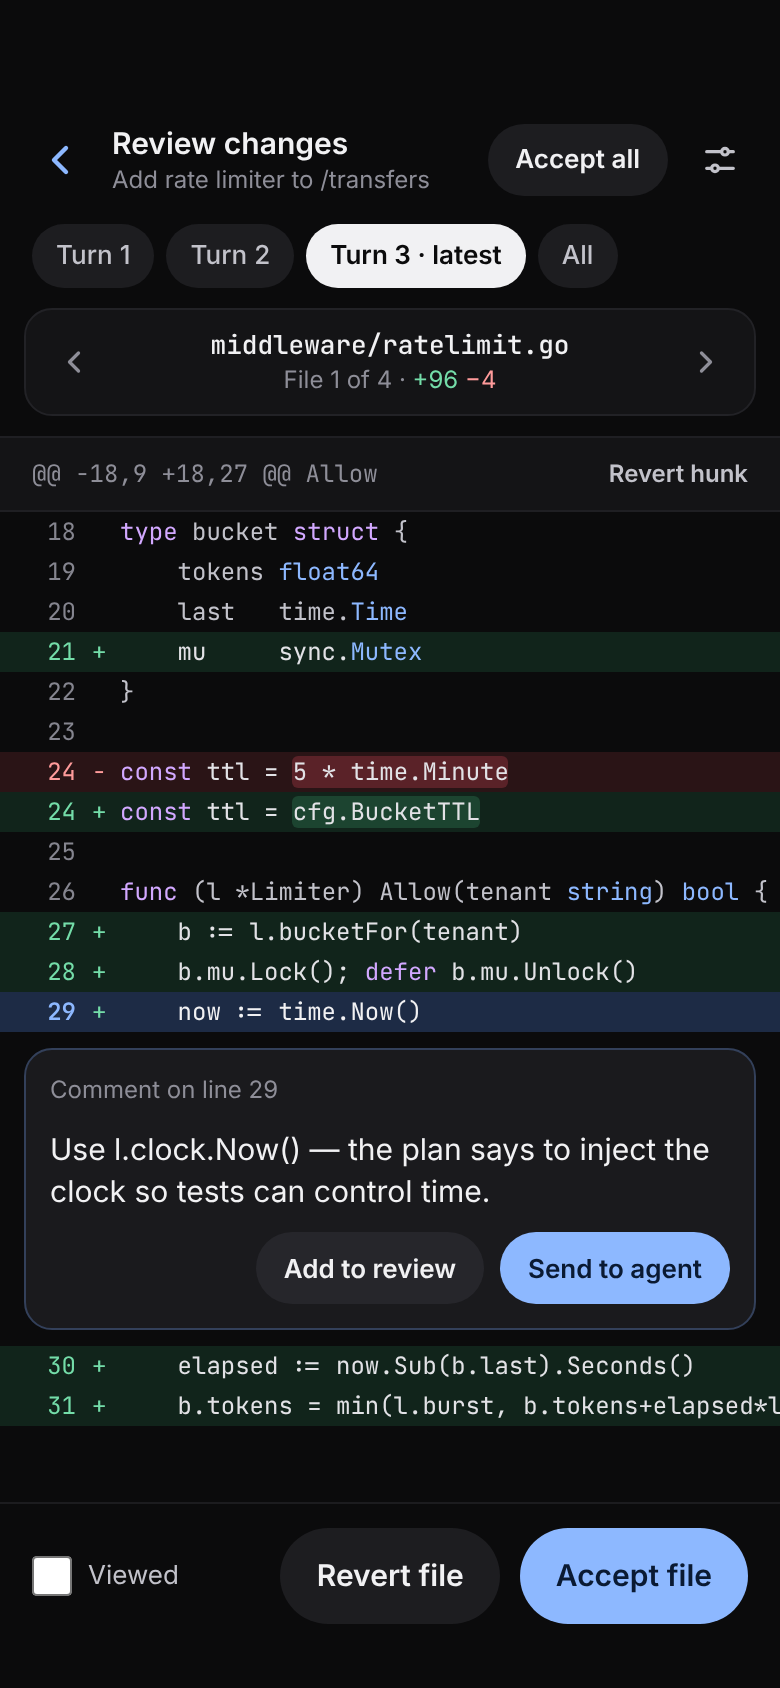 Review changes
Add rate limiter to /transfers
Accept all
Turn 1 Turn 2 Turn 3 · latest All
middleware/ratelimit.go
File 1 of 4 · +96 −4
@@ -18,9 +18,27 @@ Allow Revert hunk
18 type bucket struct {
19 tokens float64
20 last time.Time
21 + mu sync.Mutex
22 }
23
24 - const ttl = 5 * time.Minute
24 + const ttl = cfg.BucketTTL
25
26 func (l *Limiter) Allow(tenant string) bool {
27 + b := l.bucketFor(tenant)
28 + b.mu.Lock(); defer b.mu.Unlock()
29 + now := time.Now()
Comment on line 29
Use l.clock.Now() — the plan says to inject the
clock so tests can control time.
Add to review Send to agent
30 + elapsed := now.Sub(b.last).Seconds()
31 + b.tokens = min(l.burst, b.tokens+elapsed*l
Viewed Revert file Accept file